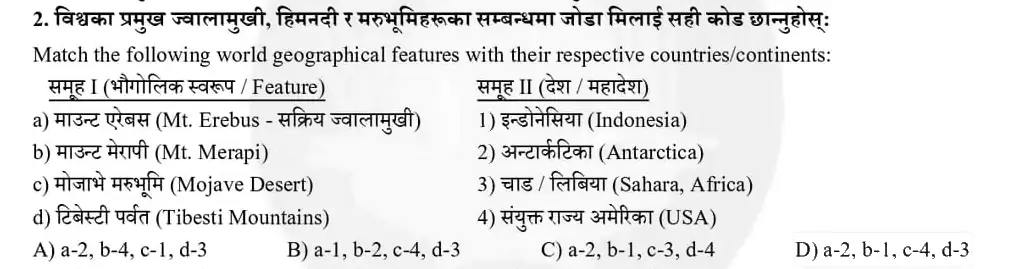 2. विश्वका प्रमुख ज्वालामुखी, हिमनदी र मरुभूमिहरूका सम्बन्धमा जोडा मिलाई सही कोड छान्नुहोस्:
Match the following world geographical features with their respective countries/continents:
समूह I (भौगोलिक स्वरूप / Feature) समूह II (देश / महादेश)
a) माउन्ट ऐरेबस (Mt. Erebus - सक्रिय ज्वालामुखी) 1) इन्डोनेसिया (Indonesia)
b) माउन्ट मेरापी (Mt. Merapi) 2) अन्टार्कटिका (Antarctica)
c) मोजाभे मरुभूमि (Mojave Desert) 3) चाड / लिबिया (Sahara, Africa)
d) टिबेस्टी पर्वत (Tibesti Mountains) 4) संयुक्त राज्य अमेरिका (USA)
A) a-2, b-4, c-1, d-3 B) a-1, b-2, c-4, d-3 C) a-2, b-1, c-3, d-4 D) a-2, b-1, c-4, d-3